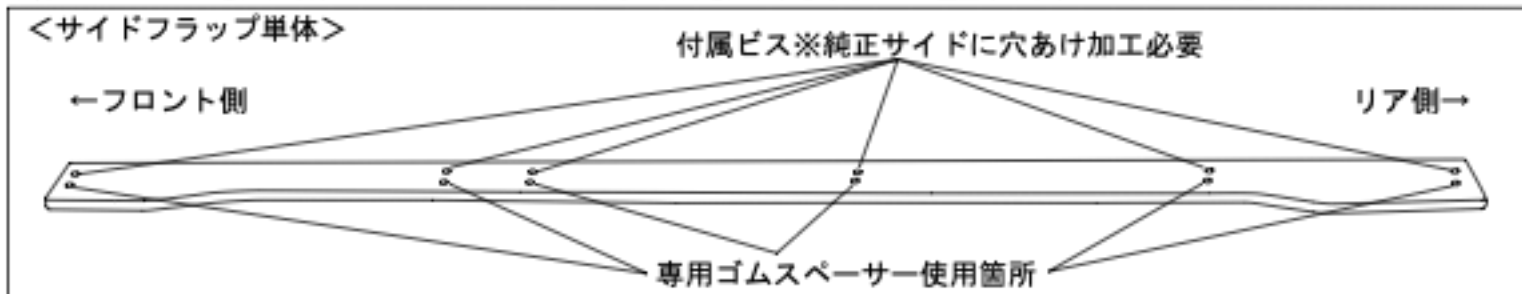 ＜サイドフラップ単体＞
付属ビス※純正サイドに穴あけ加工必要
←フロント側
リア側→
専用ゴムスペーサー使用箇所